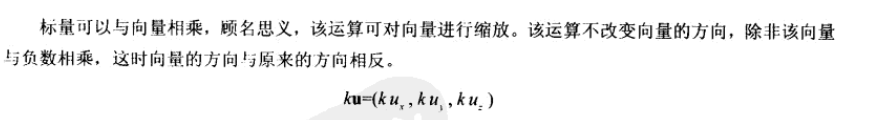 标量可以与向量相乘，顾名思义，该运算可对向量进行缩放。该运算不改变向量的方向，除非该向量
与负数相乘，这时向量的方向与原来的方向相反。
ku=(kuₓ, kuᵧ, ku_z)